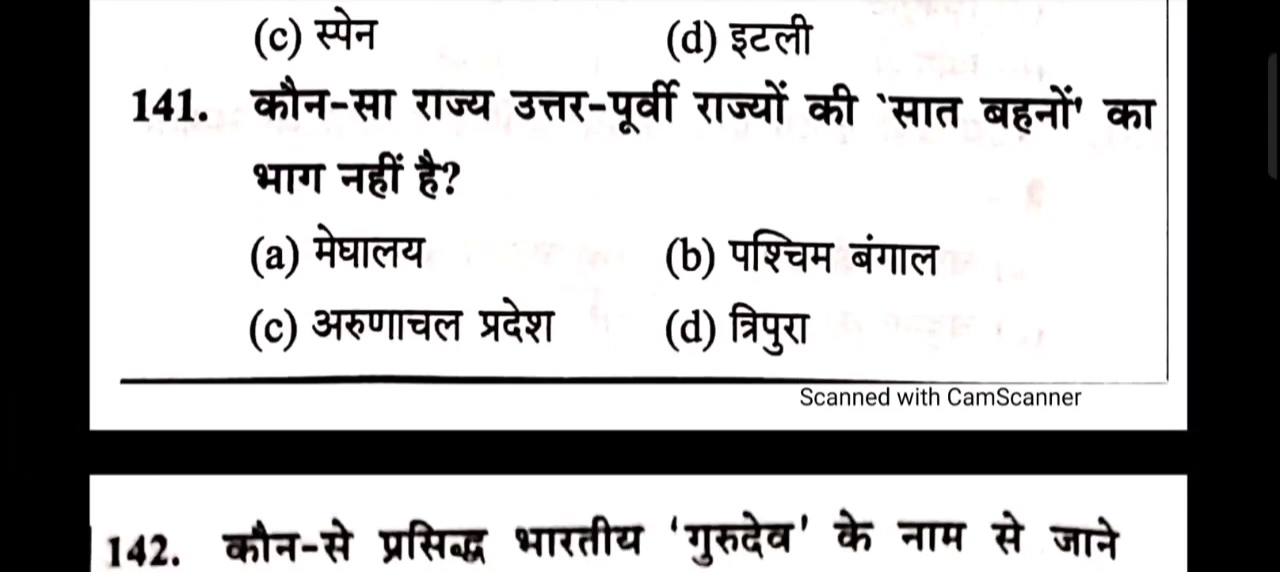 (c) स्पेन (d) इटली
141. कौन-सा राज्य उत्तर-पूर्वी राज्यों की `सात बहनों' का
भाग नहीं है?
(a) मेघालय (b) पश्चिम बंगाल
(c) अरुणाचल प्रदेश (d) त्रिपुरा
Scanned with CamScanner
142. कौन-से प्रसिद्ध भारतीय 'गुरुदेव' के नाम से जाने